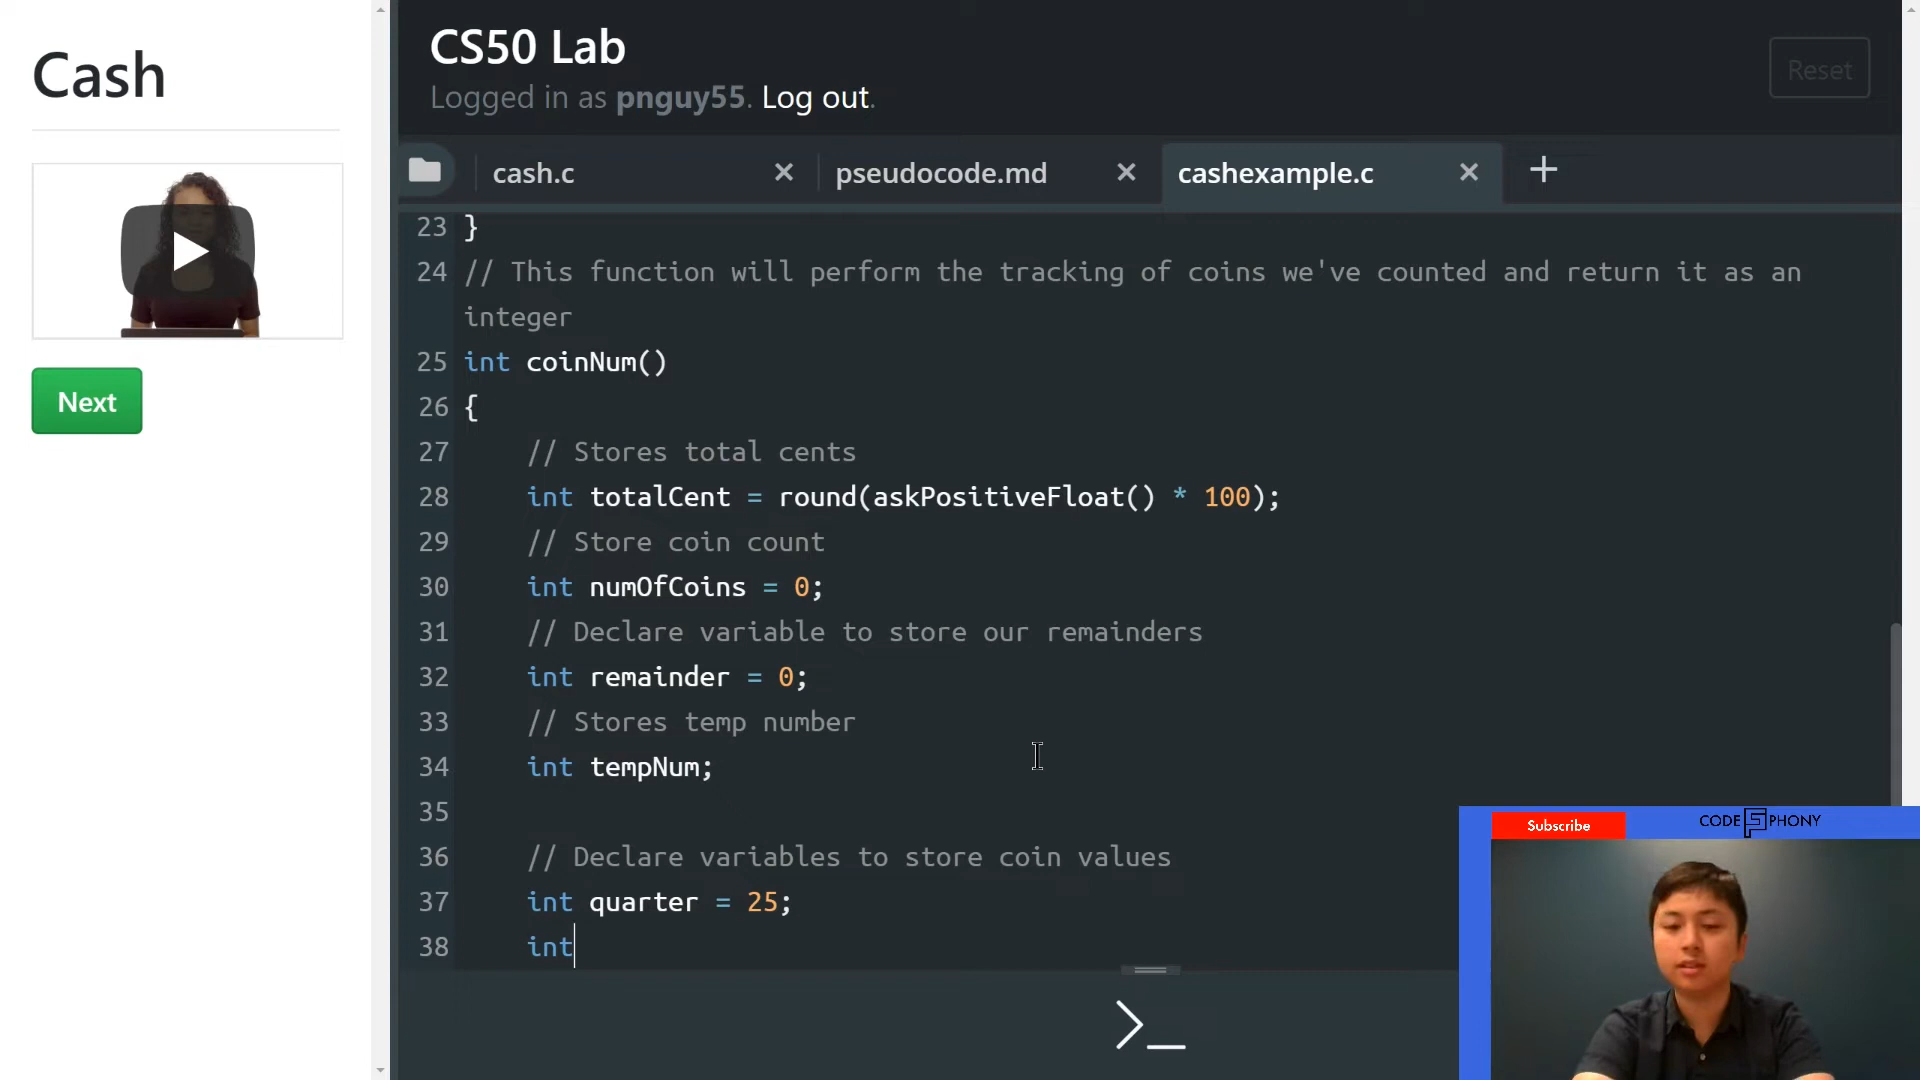 Cash
Next
CS50 Lab
Logged in as pnguy55. Log out.
Reset
cash.c
pseudocode.md
cashexample.c
23 }
24 // This function will perform the tracking of coins we've counted and return it as an
integer
25 int coinNum()
26 {
27 // Stores total cents
28 int totalCent = round(askPositiveFloat() * 100);
29 // Store coin count
30 int numOfCoins = 0;
31 // Declare variable to store our remainders
32 int remainder = 0;
33 // Stores temp number
34 int tempNum;
35
36 // Declare variables to store coin values
37 int quarter = 25;
38 int
>_
Subscribe
CODE PHONY